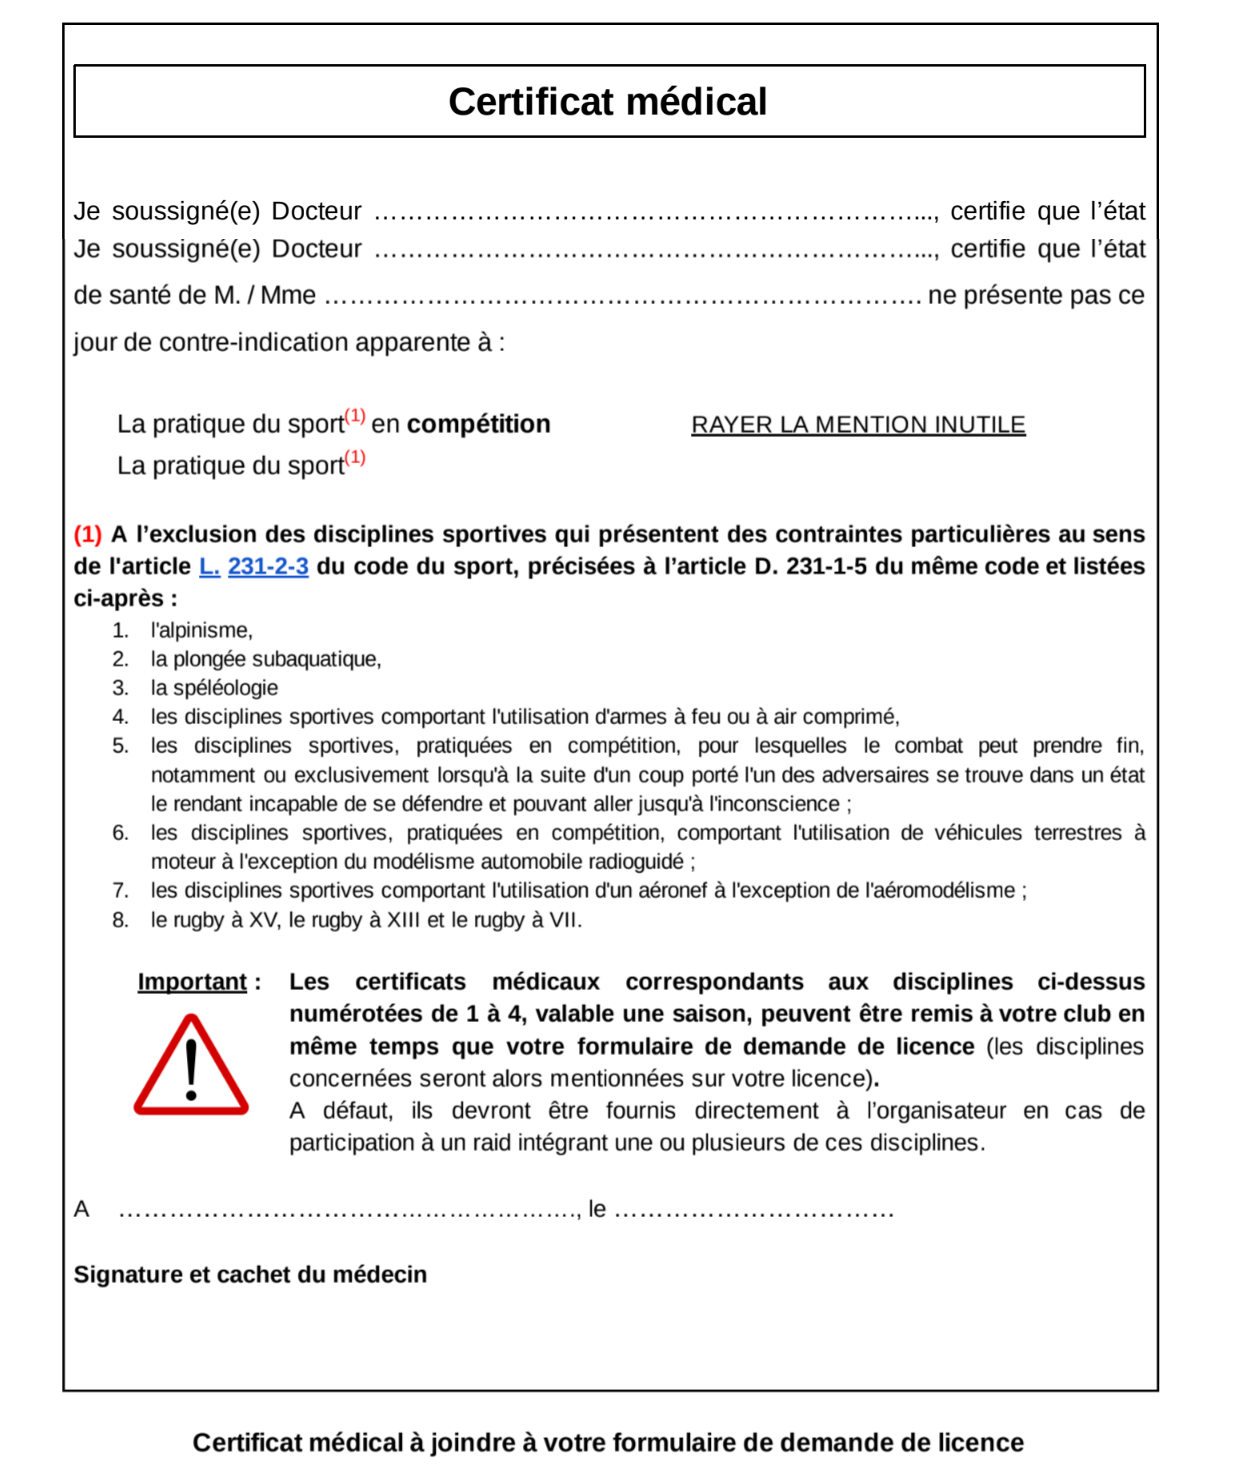 Certificat médical
Je soussigné(e) Docteur ………………………………………………………..., certifie que l’état
Je soussigné(e) Docteur ………………………………………………………..., certifie que l’état
de santé de M. / Mme ……………………………………………………………. ne présente pas ce
jour de contre-indication apparente à :
La pratique du sport(1) en compétition RAYER LA MENTION INUTILE
La pratique du sport(1)
(1) A l’exclusion des disciplines sportives qui présentent des contraintes particulières au sens
de l'article L. 231-2-3 du code du sport, précisées à l’article D. 231-1-5 du même code et listées
ci-après :
1. l'alpinisme,
2. la plongée subaquatique,
3. la spéléologie
4. les disciplines sportives comportant l'utilisation d'armes à feu ou à air comprimé,
5. les disciplines sportives, pratiquées en compétition, pour lesquelles le combat peut prendre fin,
notamment ou exclusivement lorsqu'à la suite d'un coup porté l'un des adversaires se trouve dans un état
le rendant incapable de se défendre et pouvant aller jusqu'à l'inconscience ;
6. les disciplines sportives, pratiquées en compétition, comportant l'utilisation de véhicules terrestres à
moteur à l'exception du modélisme automobile radioguidé ;
7. les disciplines sportives comportant l'utilisation d'un aéronef à l'exception de l'aéromodélisme ;
8. le rugby à XV, le rugby à XIII et le rugby à VII.
Important : Les certificats médicaux correspondants aux disciplines ci-dessus
numérotées de 1 à 4, valable une saison, peuvent être remis à votre club en
même temps que votre formulaire de demande de licence (les disciplines
concernées seront alors mentionnées sur votre licence).
A défaut, ils devront être fournis directement à l’organisateur en cas de
participation à un raid intégrant une ou plusieurs de ces disciplines.
A ………………………………………………., le ……………………………
Signature et cachet du médecin
Certificat médical à joindre à votre formulaire de demande de licence